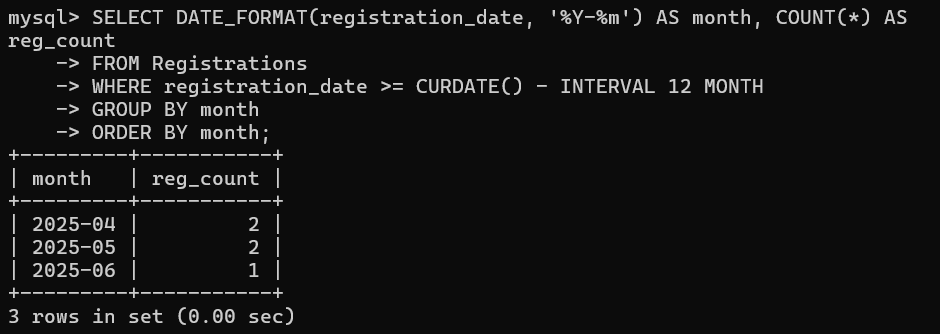 mysql> SELECT DATE_FORMAT(registration_date, '%Y-%m') AS month, COUNT(*) AS
reg_count
    -> FROM Registrations
    -> WHERE registration_date >= CURDATE() - INTERVAL 12 MONTH
    -> GROUP BY month
    -> ORDER BY month;
+---------+-----------+
| month   | reg_count |
+---------+-----------+
| 2025-04 |         2 |
| 2025-05 |         2 |
| 2025-06 |         1 |
+---------+-----------+
3 rows in set (0.00 sec)